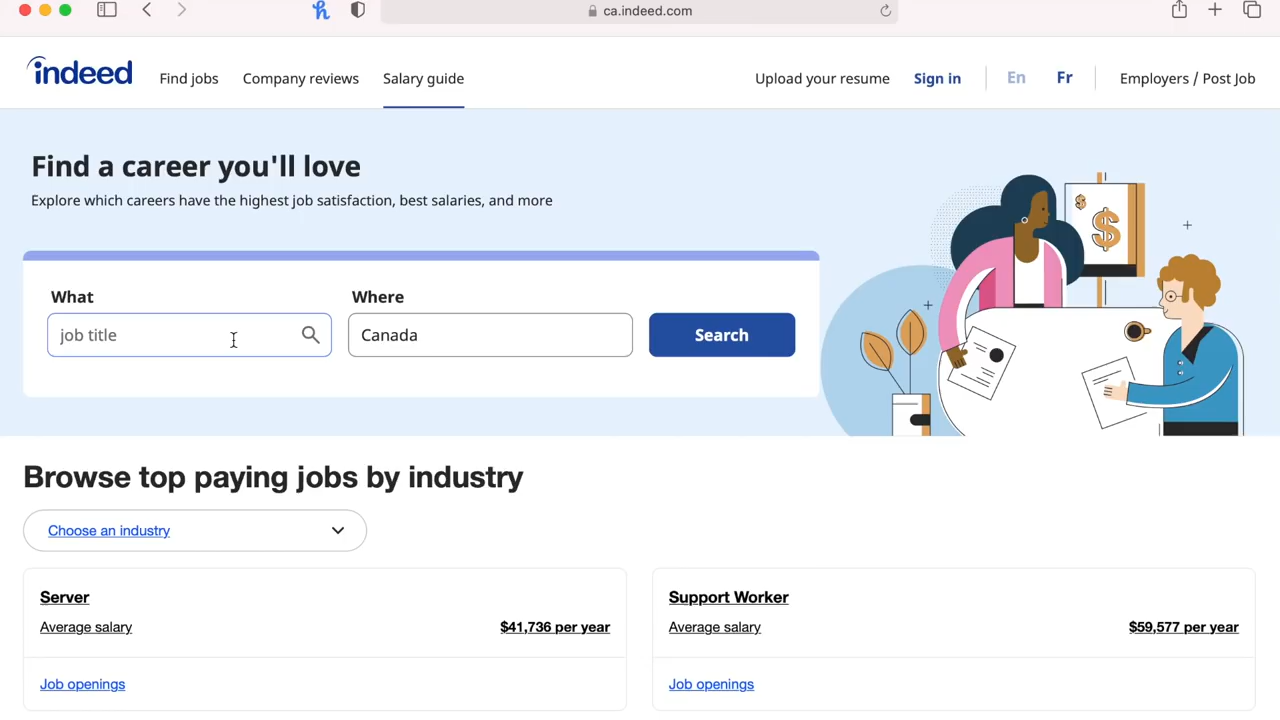 ca.indeed.com
indeed
Find jobs
Company reviews
Salary guide
Upload your resume
Sign in
En
Fr
Employers / Post Job
Find a career you'll love
Explore which careers have the highest job satisfaction, best salaries, and more
What
Where
job title
Canada
Search
$
$
Browse top paying jobs by industry
Choose an industry
Server
Average salary
$41,736 per year
Job openings
Support Worker
Average salary
$59,577 per year
Job openings